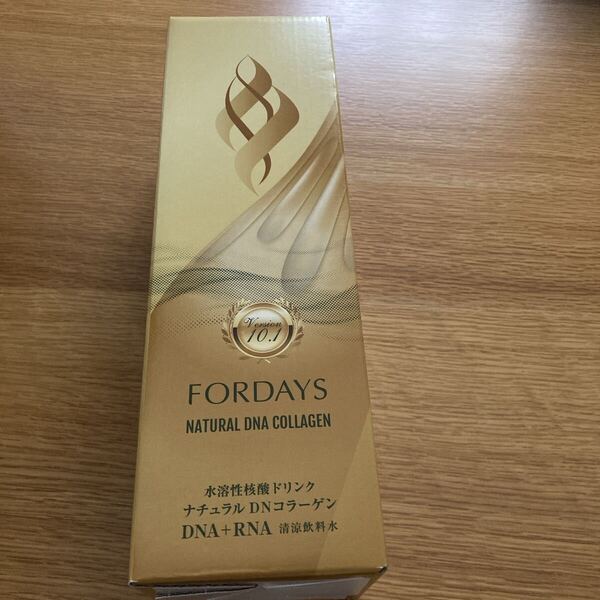 Version
10.1
FORDAYS
NATURAL DNA COLLAGEN
水溶性核酸ドリンク
ナチュラル DNコラーゲン
DNA+RNA 清涼飲料水